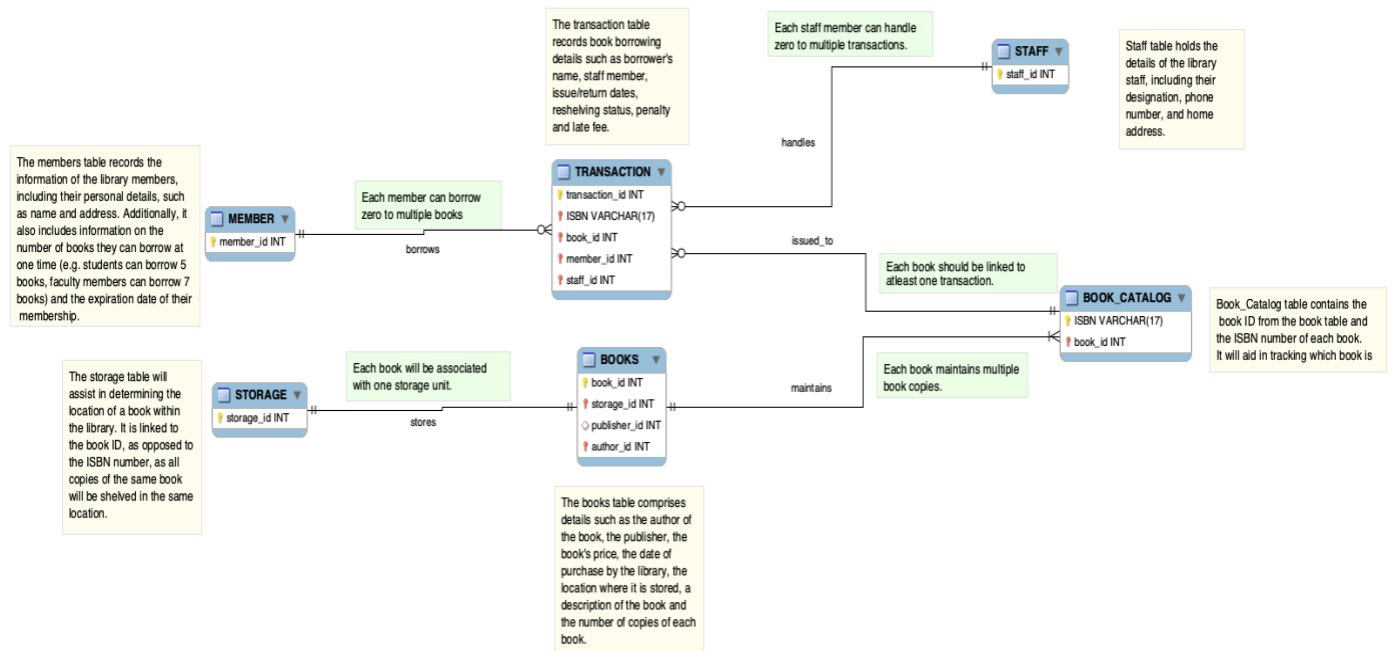 The transaction table
records book borrowing
details such as borrower's
name, staff member,
issue/return dates,
reshelving status, penalty
and late fee.
Each staff member can handle
zero to multiple transactions.
STAFF
staff_id INT
Staff table holds the
details of the library
staff, including their
designation, phone
number, and home
address.
handles
The members table records the
information of the library members,
including their personal details, such
as name and address. Additionally, it
also includes information on the
number of books they can borrow at
one time (e.g. students can borrow 5
books, faculty members can borrow 7
books) and the expiration date of their
membership.
MEMBER
member_id INT
Each member can borrow
zero to multiple books
borrows
TRANSACTION
transaction_id INT
ISBN VARCHAR(17)
book_id INT
member_id INT
staff_id INT
issued_to
Each book should be linked to
atleast one transaction.
BOOK_CATALOG
ISBN VARCHAR(17)
book_id INT
Book_Catalog table contains the
book ID from the book table and
the ISBN number of each book.
It will aid in tracking which book is
The storage table will
assist in determining the
location of a book within
the library. It is linked to
the book ID, as opposed to
the ISBN number, as all
copies of the same book
will be shelved in the same
location.
STORAGE
storage_id INT
Each book will be associated
with one storage unit.
stores
BOOKS
book_id INT
storage_id INT
publisher_id INT
author_id INT
maintains
Each book maintains multiple
book copies.
The books table comprises
details such as the author of
the book, the publisher, the
book's price, the date of
purchase by the library, the
location where it is stored, a
description of the book and
the number of copies of each
book.